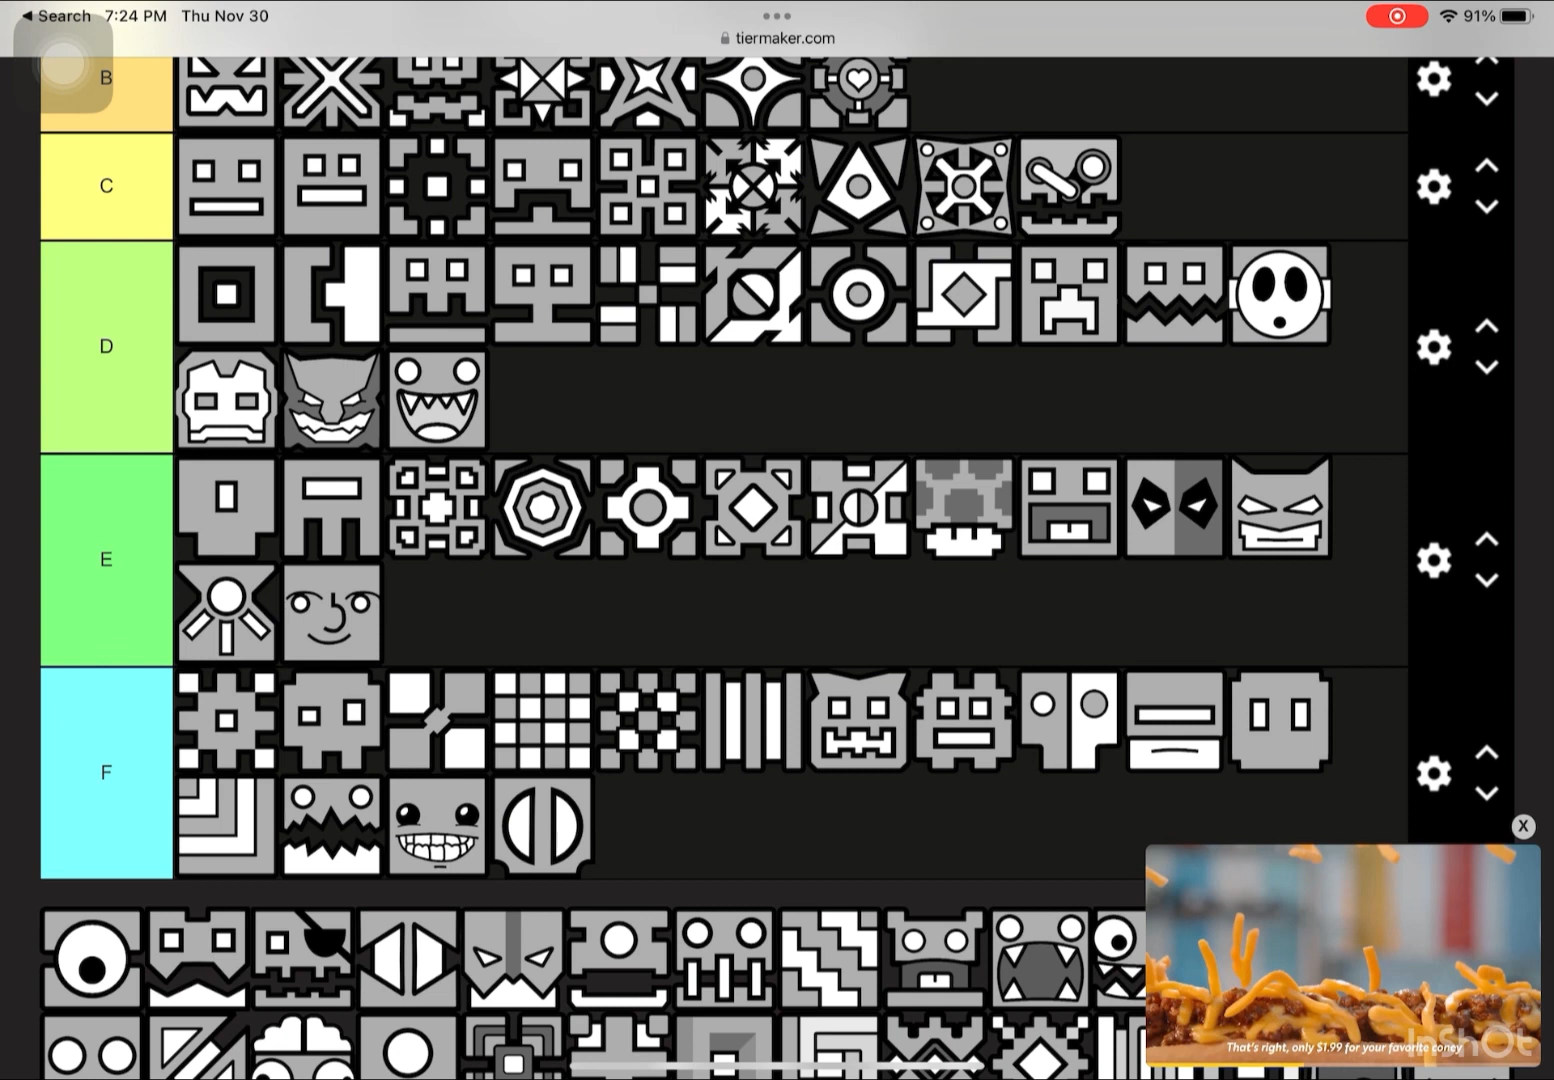 Search 7:24 PM Thu Nov 30
91%
tiermaker.com
B
C
D
E
F
X
That's right, only $1.99 for your favorite coney
InShOt